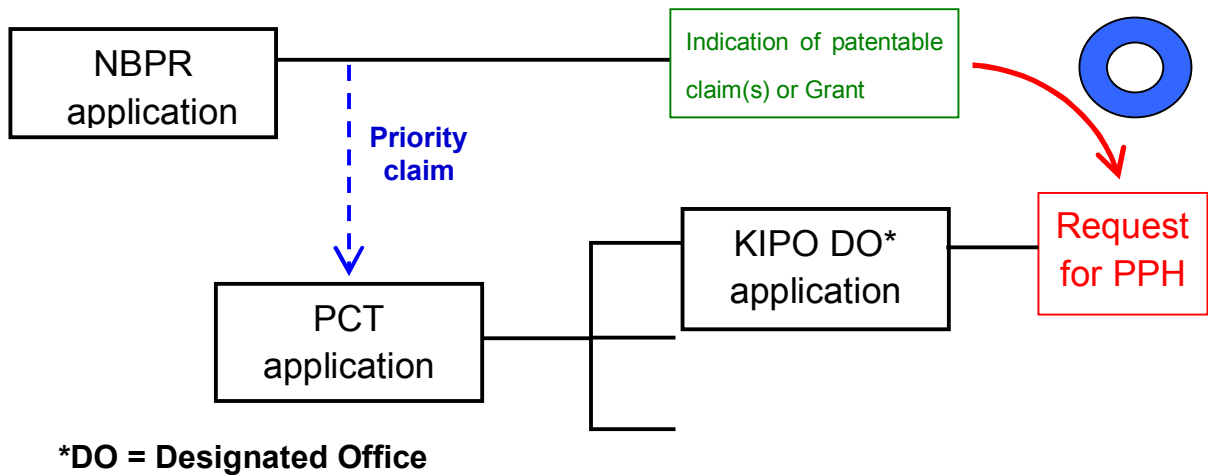 NBPR
application
Indication of patentable
claim(s) or Grant
Priority
claim
Request
for PPH
KIPO DO*
application
PCT
application
*DO = Designated Office